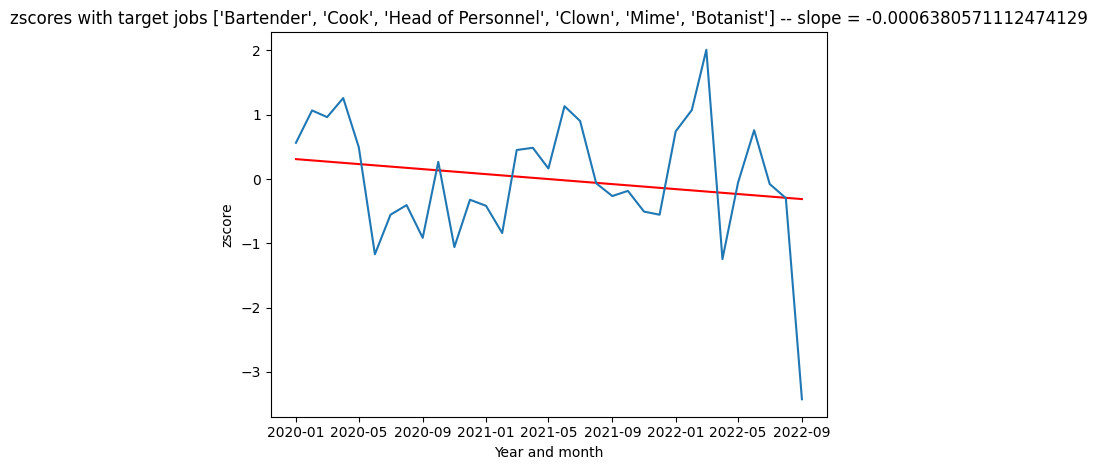 zscores with target jobs ['Bartender', 'Cook', 'Head of Personnel', 'Clown', 'Mime', 'Botanist'] -- slope = -0.0006380571112474129
2
1
0
−1
−2
−3
zscore
2020-01 2020-05 2020-09 2021-01 2021-05 2021-09 2022-01 2022-05 2022-09
Year and month